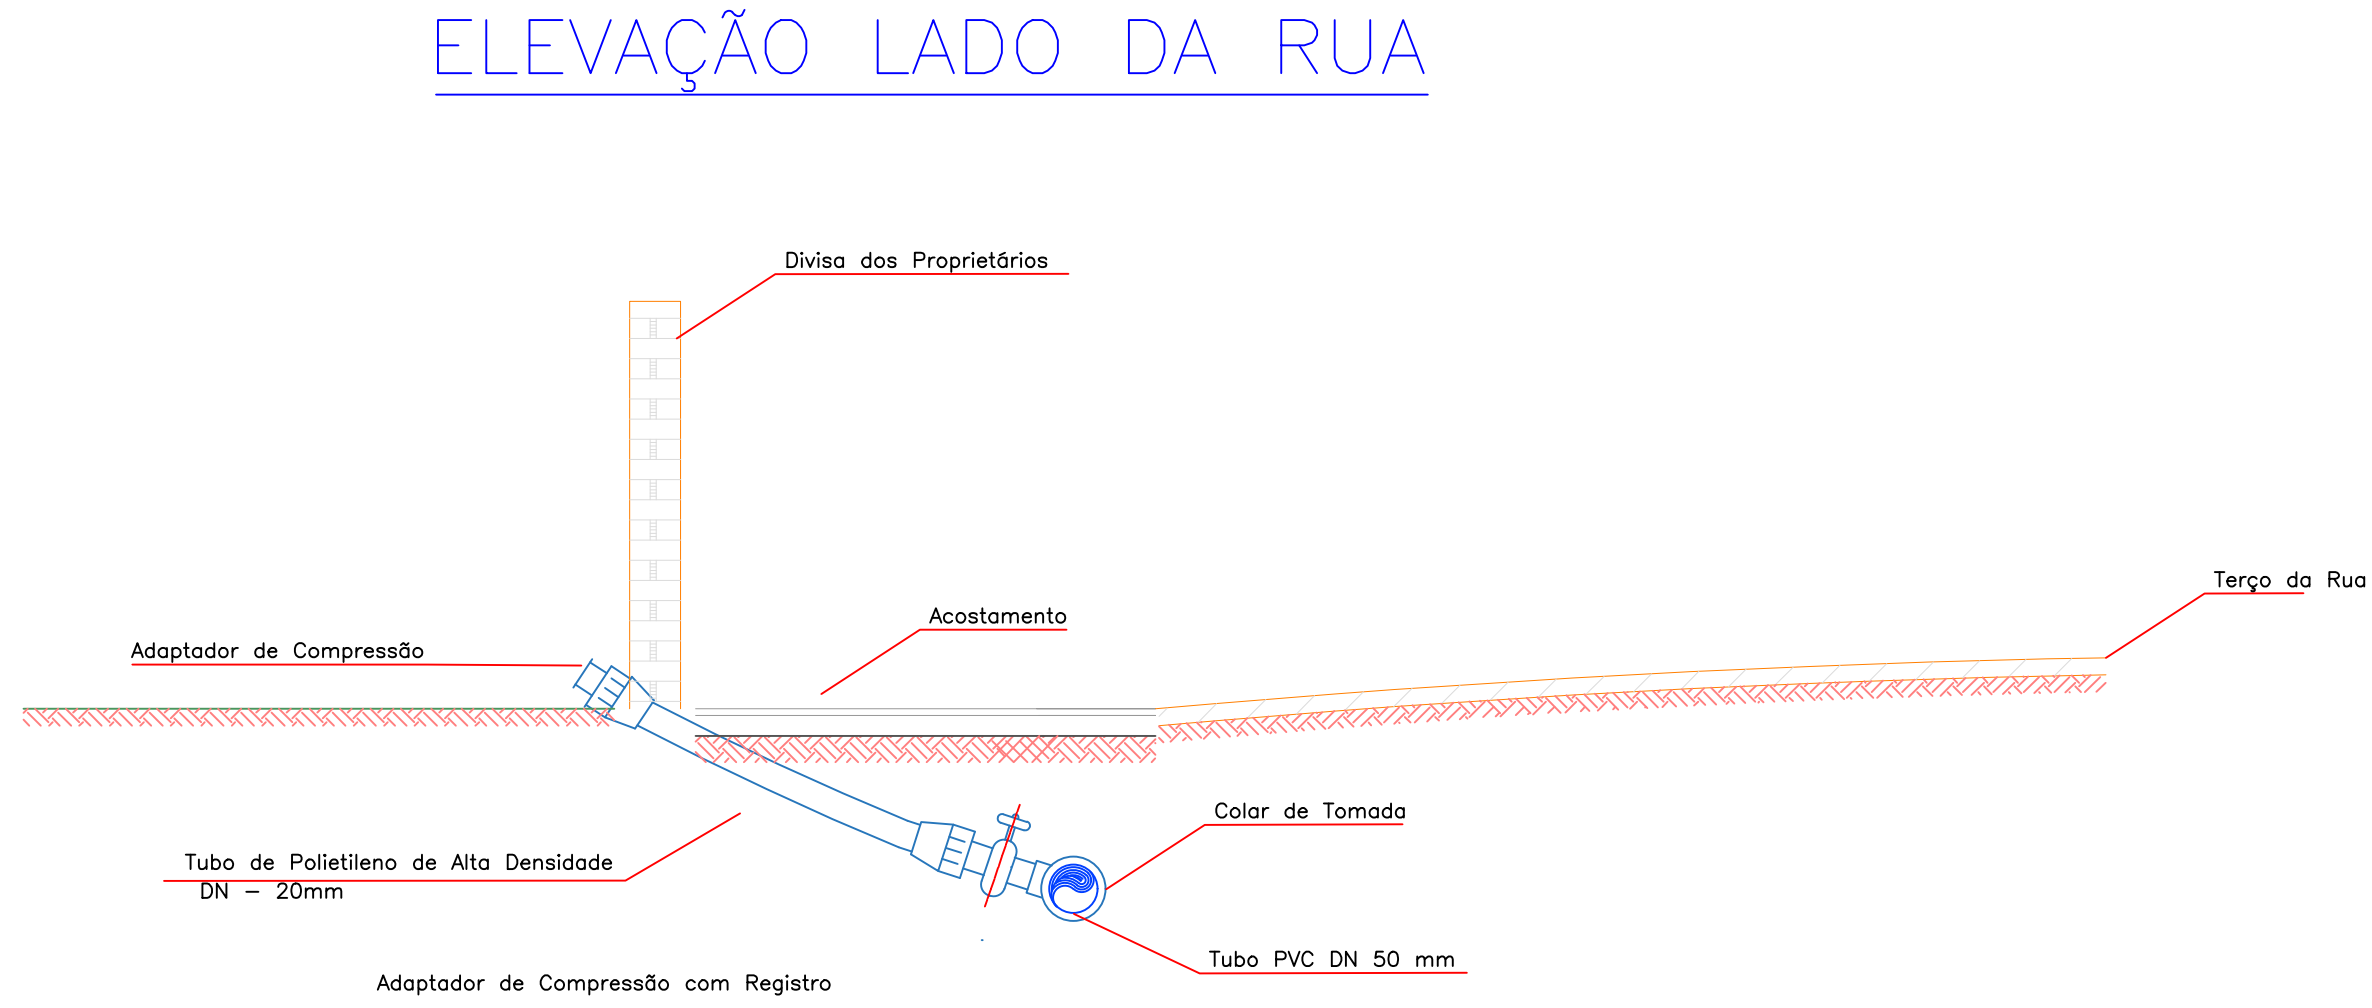 ELEVAÇÃO LADO DA RUA
Divisa dos Proprietários
Terço da Rua
Acostamento
Adaptador de Compressão
Colar de Tomada
Tubo de Polietileno de Alta Densidade
DN - 20mm
Tubo PVC DN 50 mm
Adaptador de Compressão com Registro